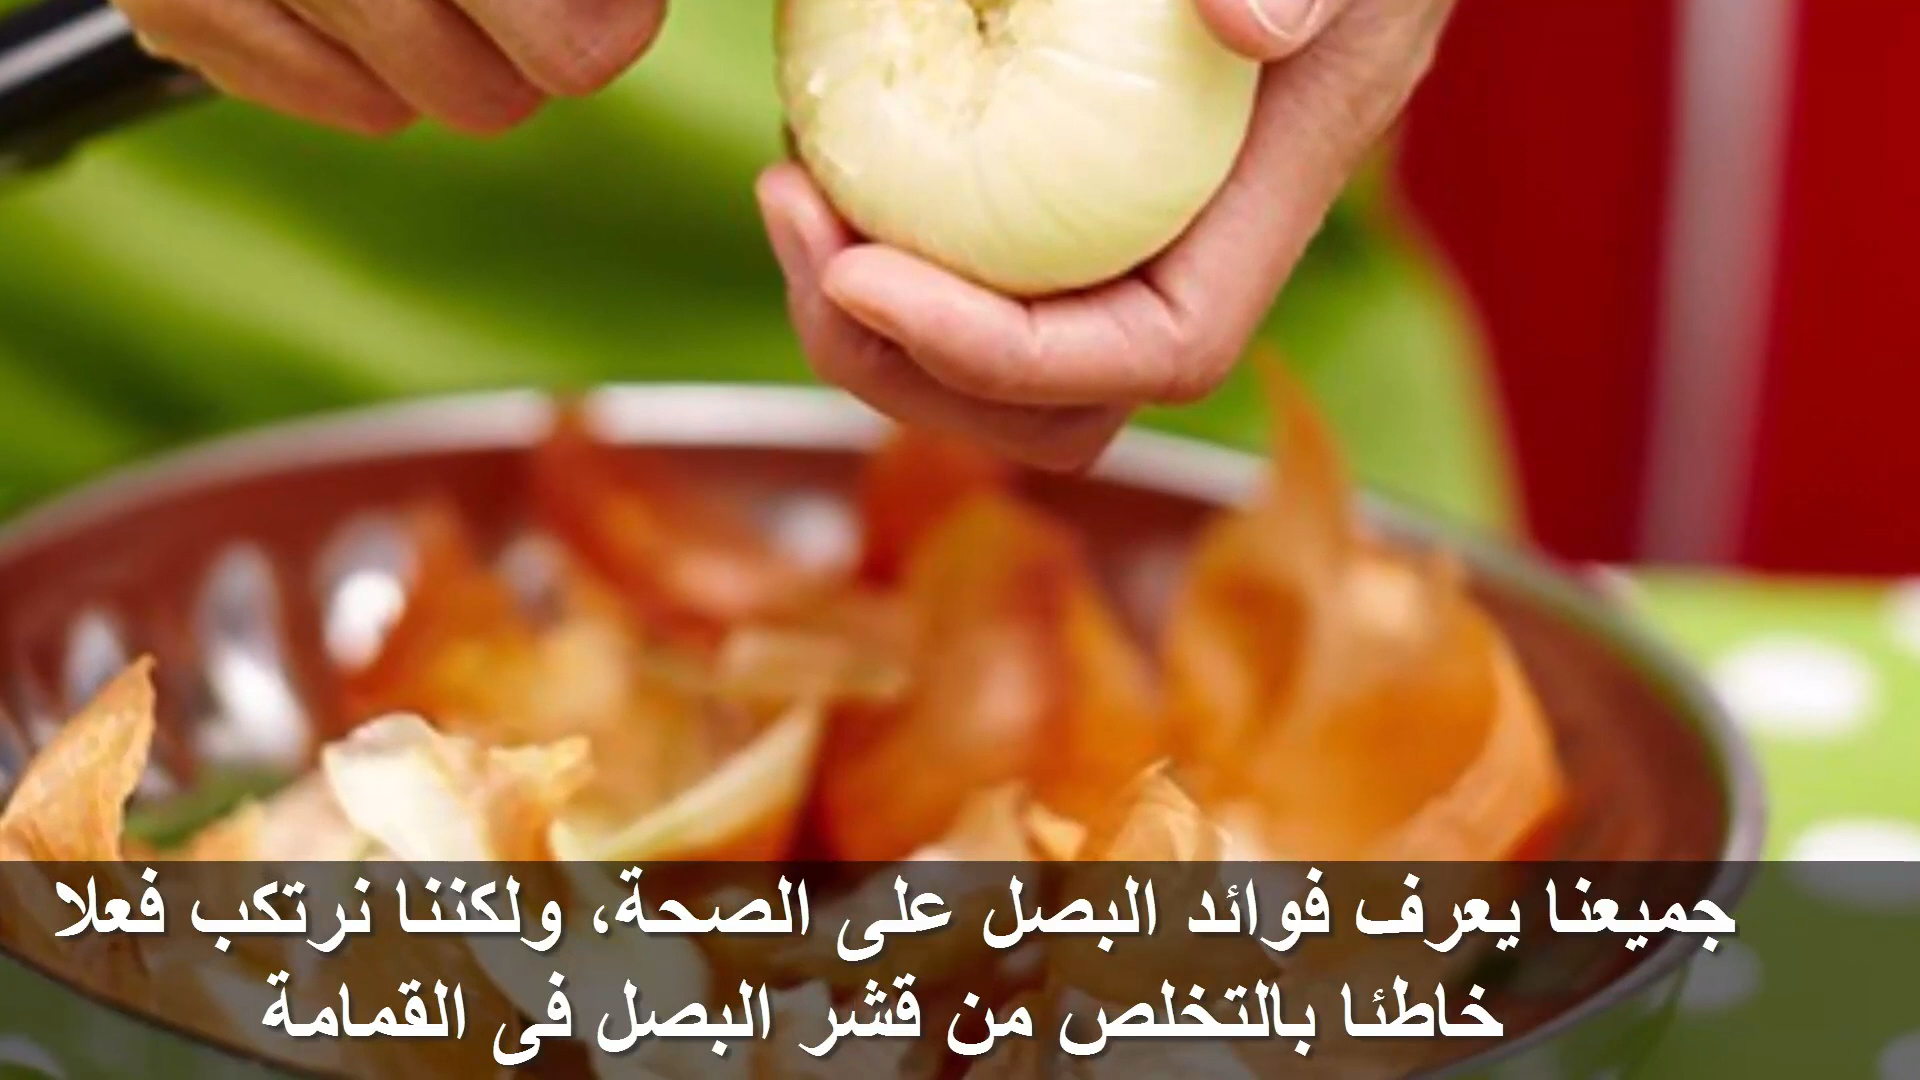 جميعنا يعرف فوائد البصل على الصحة، ولكننا نرتكب فعلا
خاطئا بالتخلص من قشر البصل فى القمامة